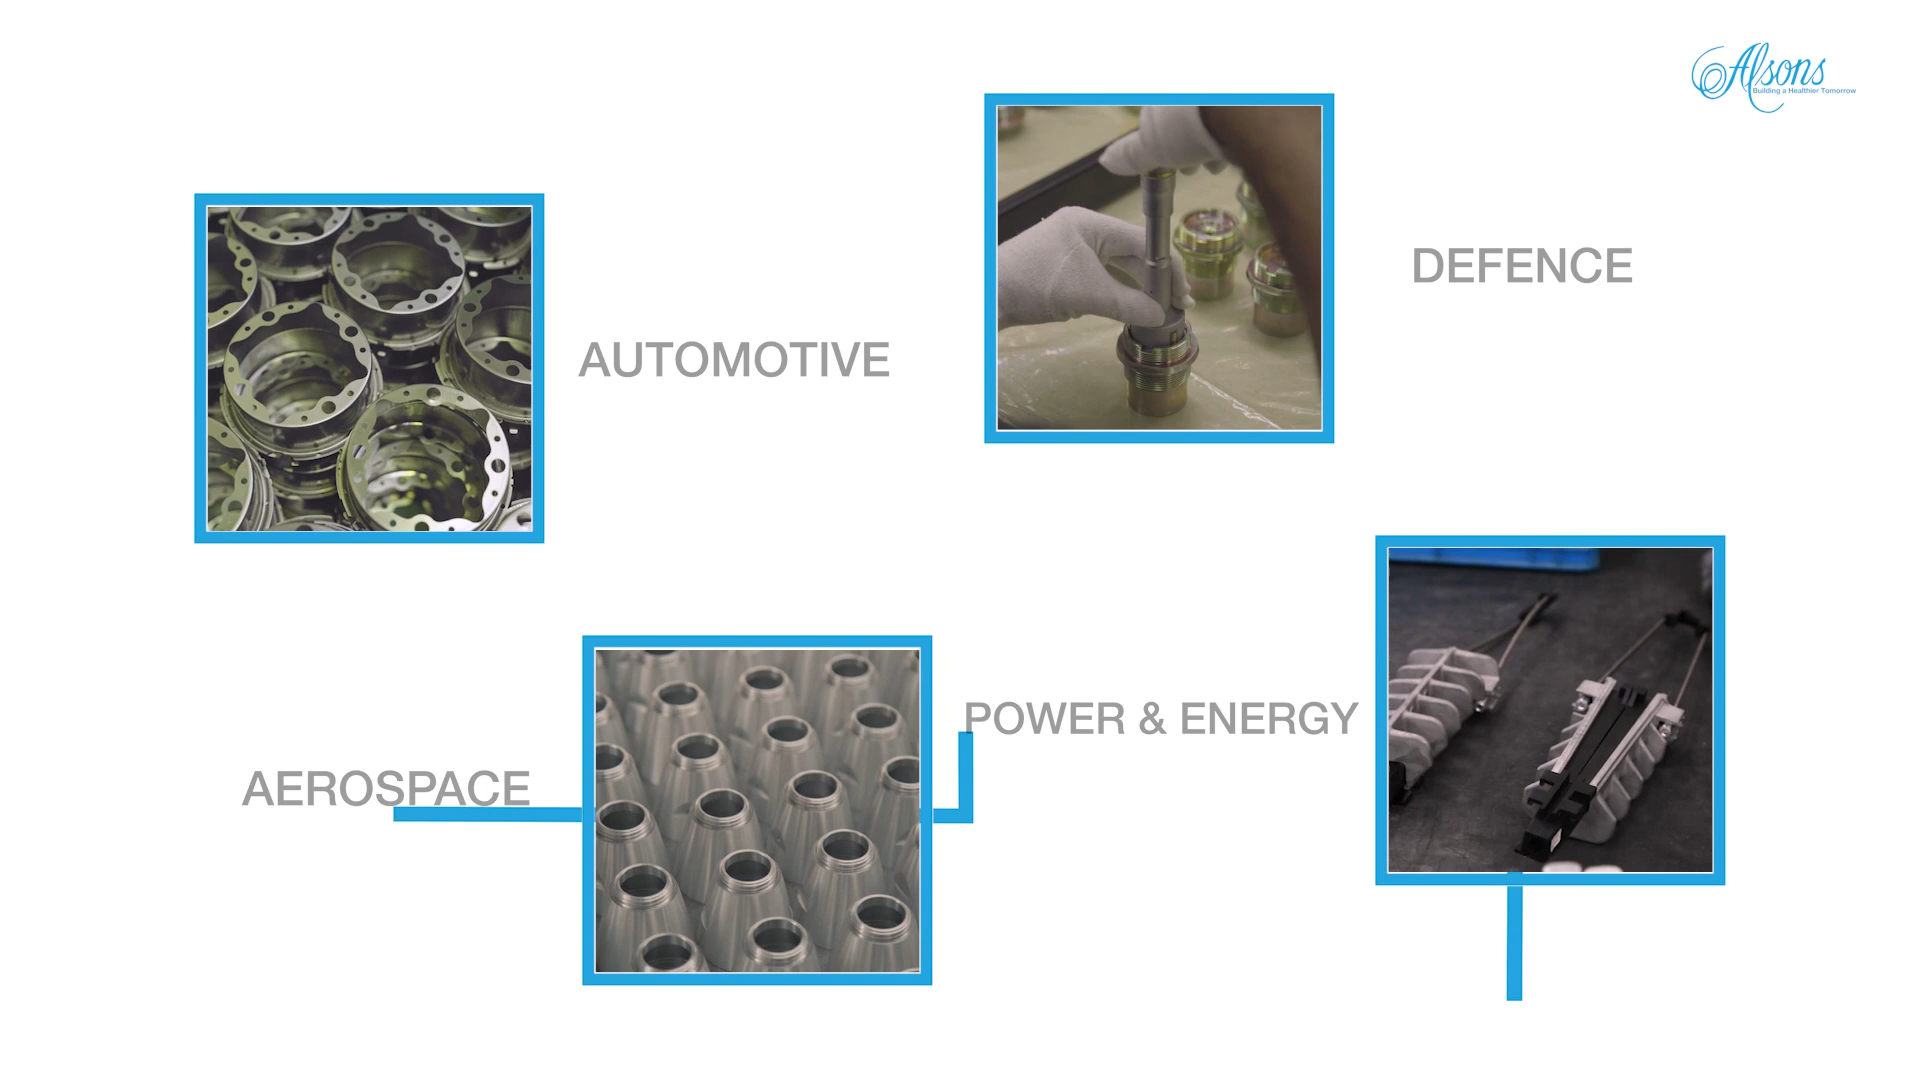 Alsons
Building a Healthier Tomorrow
DEFENCE
AUTOMOTIVE
POWER & ENERGY
AEROSPACE